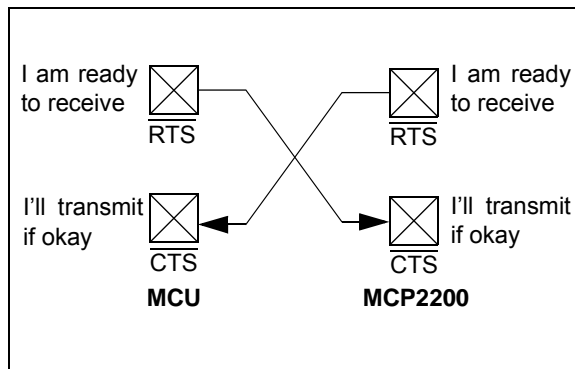 I am ready
to receive
RTS
I am ready
to receive
RTS
I'll transmit
if okay
CTS
I'll transmit
if okay
CTS
MCU
MCP2200